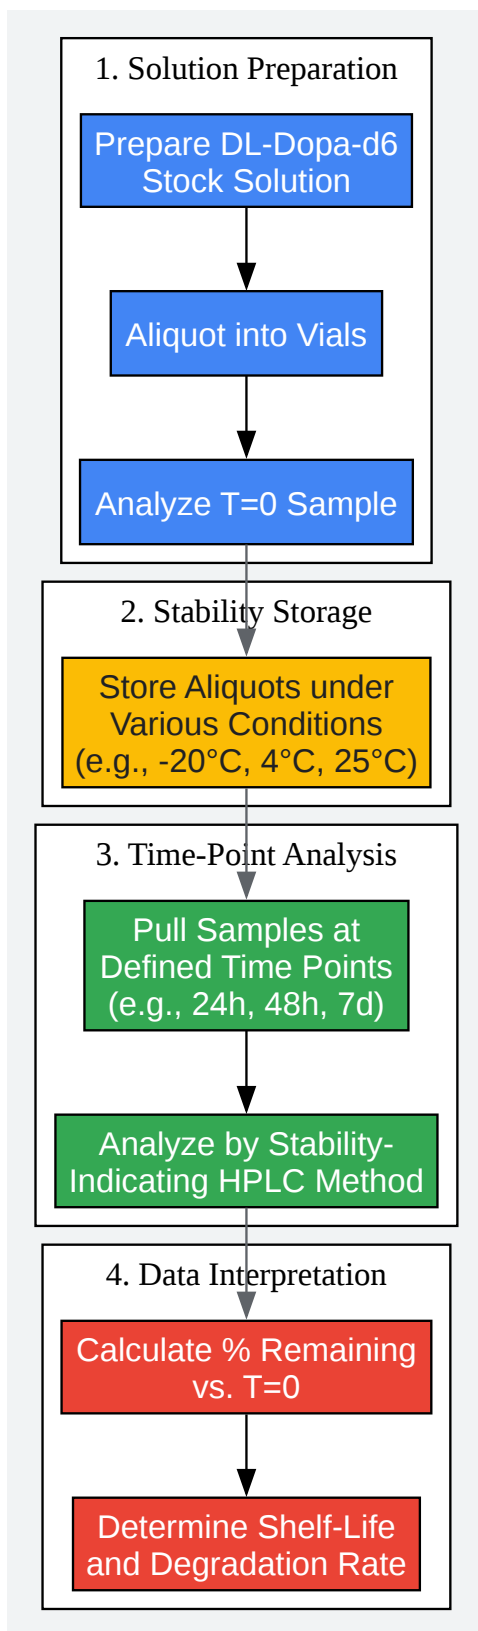 1. Solution Preparation
Prepare DL-Dopa-d6
Stock Solution
Aliquot into Vials
Analyze T=0 Sample
2. Stability Storage
Store Aliquots under
Various Conditions
(e.g., -20°C, 4°C, 25°C)
3. Time-Point Analysis
Pull Samples at
Defined Time Points
(e.g., 24h, 48h, 7d)
Analyze by Stability-
Indicating HPLC Method
4. Data Interpretation
Calculate % Remaining
vs. T=0
Determine Shelf-Life
and Degradation Rate